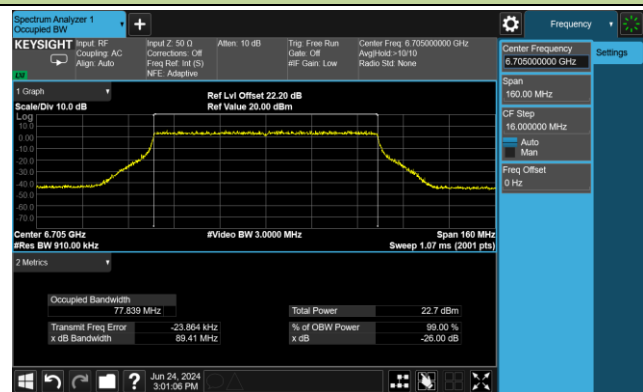 Spectrum Analyzer 1
Occupied BW
Frequency
KEYSIGHT
Input: RF
Coupling: AC
Align: Auto
Input Z: 50 Ω
Corrections: Off
Freq Ref: Int (S)
NFE: Adaptive
Atten: 10 dB
Trig: Free Run
Gate: Off
#IF Gain: Low
Center Freq: 6.705000000 GHz
Avg|Hold:>10/10
Radio Std: None
Center Frequency
6.705000000 GHz
Settings
Span
160.00 MHz
CF Step
16.000000 MHz
Auto
Man
Freq Offset
0 Hz
1 Graph
Scale/Div 10.0 dB
Ref Lvl Offset 22.20 dB
Ref Value 20.00 dBm
Log
10.0
0.00
-10.0
-20.0
-30.0
-40.0
-50.0
-60.0
-70.0
Center 6.705 GHz
#Res BW 910.00 kHz
#Video BW 3.0000 MHz
Span 160 MHz
Sweep 1.07 ms (2001 pts)
2 Metrics
Occupied Bandwidth
77.839 MHz
Total Power 22.7 dBm
Transmit Freq Error -23.864 kHz
% of OBW Power 99.00 %
x dB Bandwidth 89.41 MHz
x dB -26.00 dB
?
Jun 24, 2024
3:01:06 PM